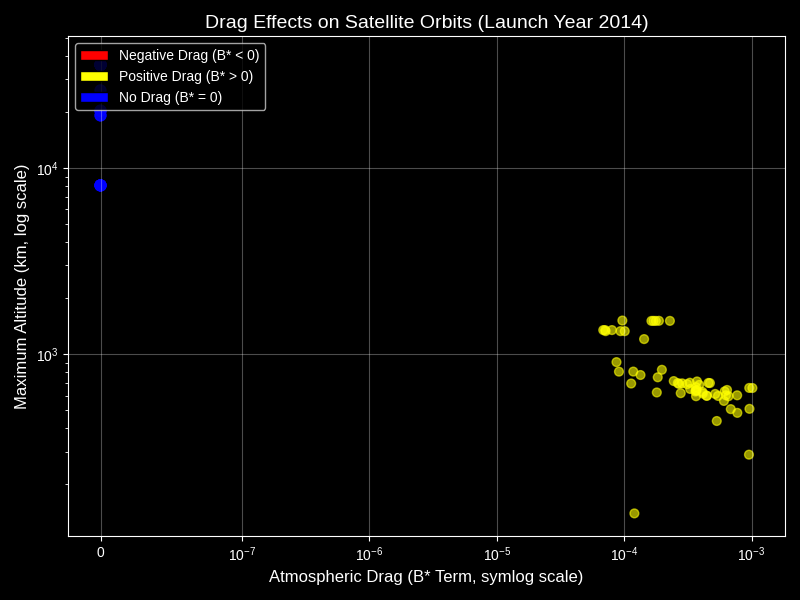 Drag Effects on Satellite Orbits (Launch Year 2014)
Negative Drag (B* < 0)
Positive Drag (B* > 0)
No Drag (B* = 0)
Maximum Altitude (km, log scale)
10⁴
10³
0
10⁻⁷
10⁻⁶
10⁻⁵
10⁻⁴
10⁻³
Atmospheric Drag (B* Term, symlog scale)